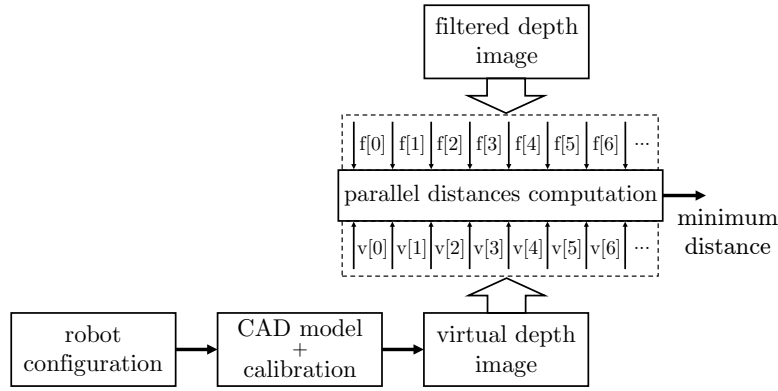 filtered depth
image
f[0] f[1] f[2] f[3] f[4] f[5] f[6] ...
parallel distances computation
minimum
distance
v[0] v[1] v[2] v[3] v[4] v[5] v[6] ...
robot
configuration
CAD model
+
calibration
virtual depth
image